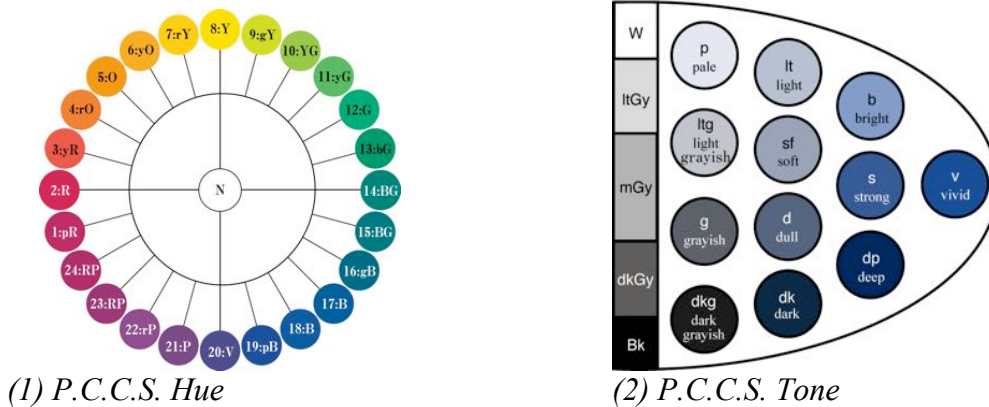 8:Y
9:gY
10:YG
11:yG
12:G
13:bG
14:BG
15:BG
16:gB
17:B
18:B
19:pB
20:V
21:P
22:rP
23:RP
24:RP
1:pR
2:R
3:yR
4:rO
5:O
6:yO
7:rY
N
(1) P.C.C.S. Hue
W
ltGy
mGy
dkGy
Bk
p
pale
ltg
light
grayish
g
grayish
dkg
dark
grayish
lt
light
sf
soft
d
dull
dk
dark
b
bright
s
strong
dp
deep
v
vivid
(2) P.C.C.S. Tone